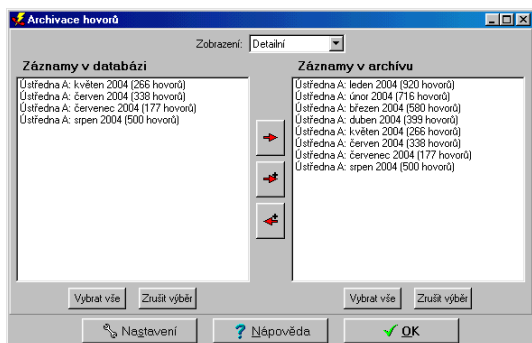 Archivace hovorů
Zobrazení: Detailní
Záznamy v databázi
Ústředna A: květen 2004 (266 hovorů)
Ústředna A: červen 2004 (338 hovorů)
Ústředna A: červenec 2004 (177 hovorů)
Ústředna A: srpen 2004 (500 hovorů)
Vybrat vše
Zrušit výběr
Záznamy v archívu
Ústředna A: leden 2004 (920 hovorů)
Ústředna A: únor 2004 (716 hovorů)
Ústředna A: březen 2004 (580 hovorů)
Ústředna A: duben 2004 (399 hovorů)
Ústředna A: květen 2004 (266 hovorů)
Ústředna A: červen 2004 (338 hovorů)
Ústředna A: červenec 2004 (177 hovorů)
Ústředna A: srpen 2004 (500 hovorů)
Vybrat vše
Zrušit výběr
Nastavení
? Nápověda
OK